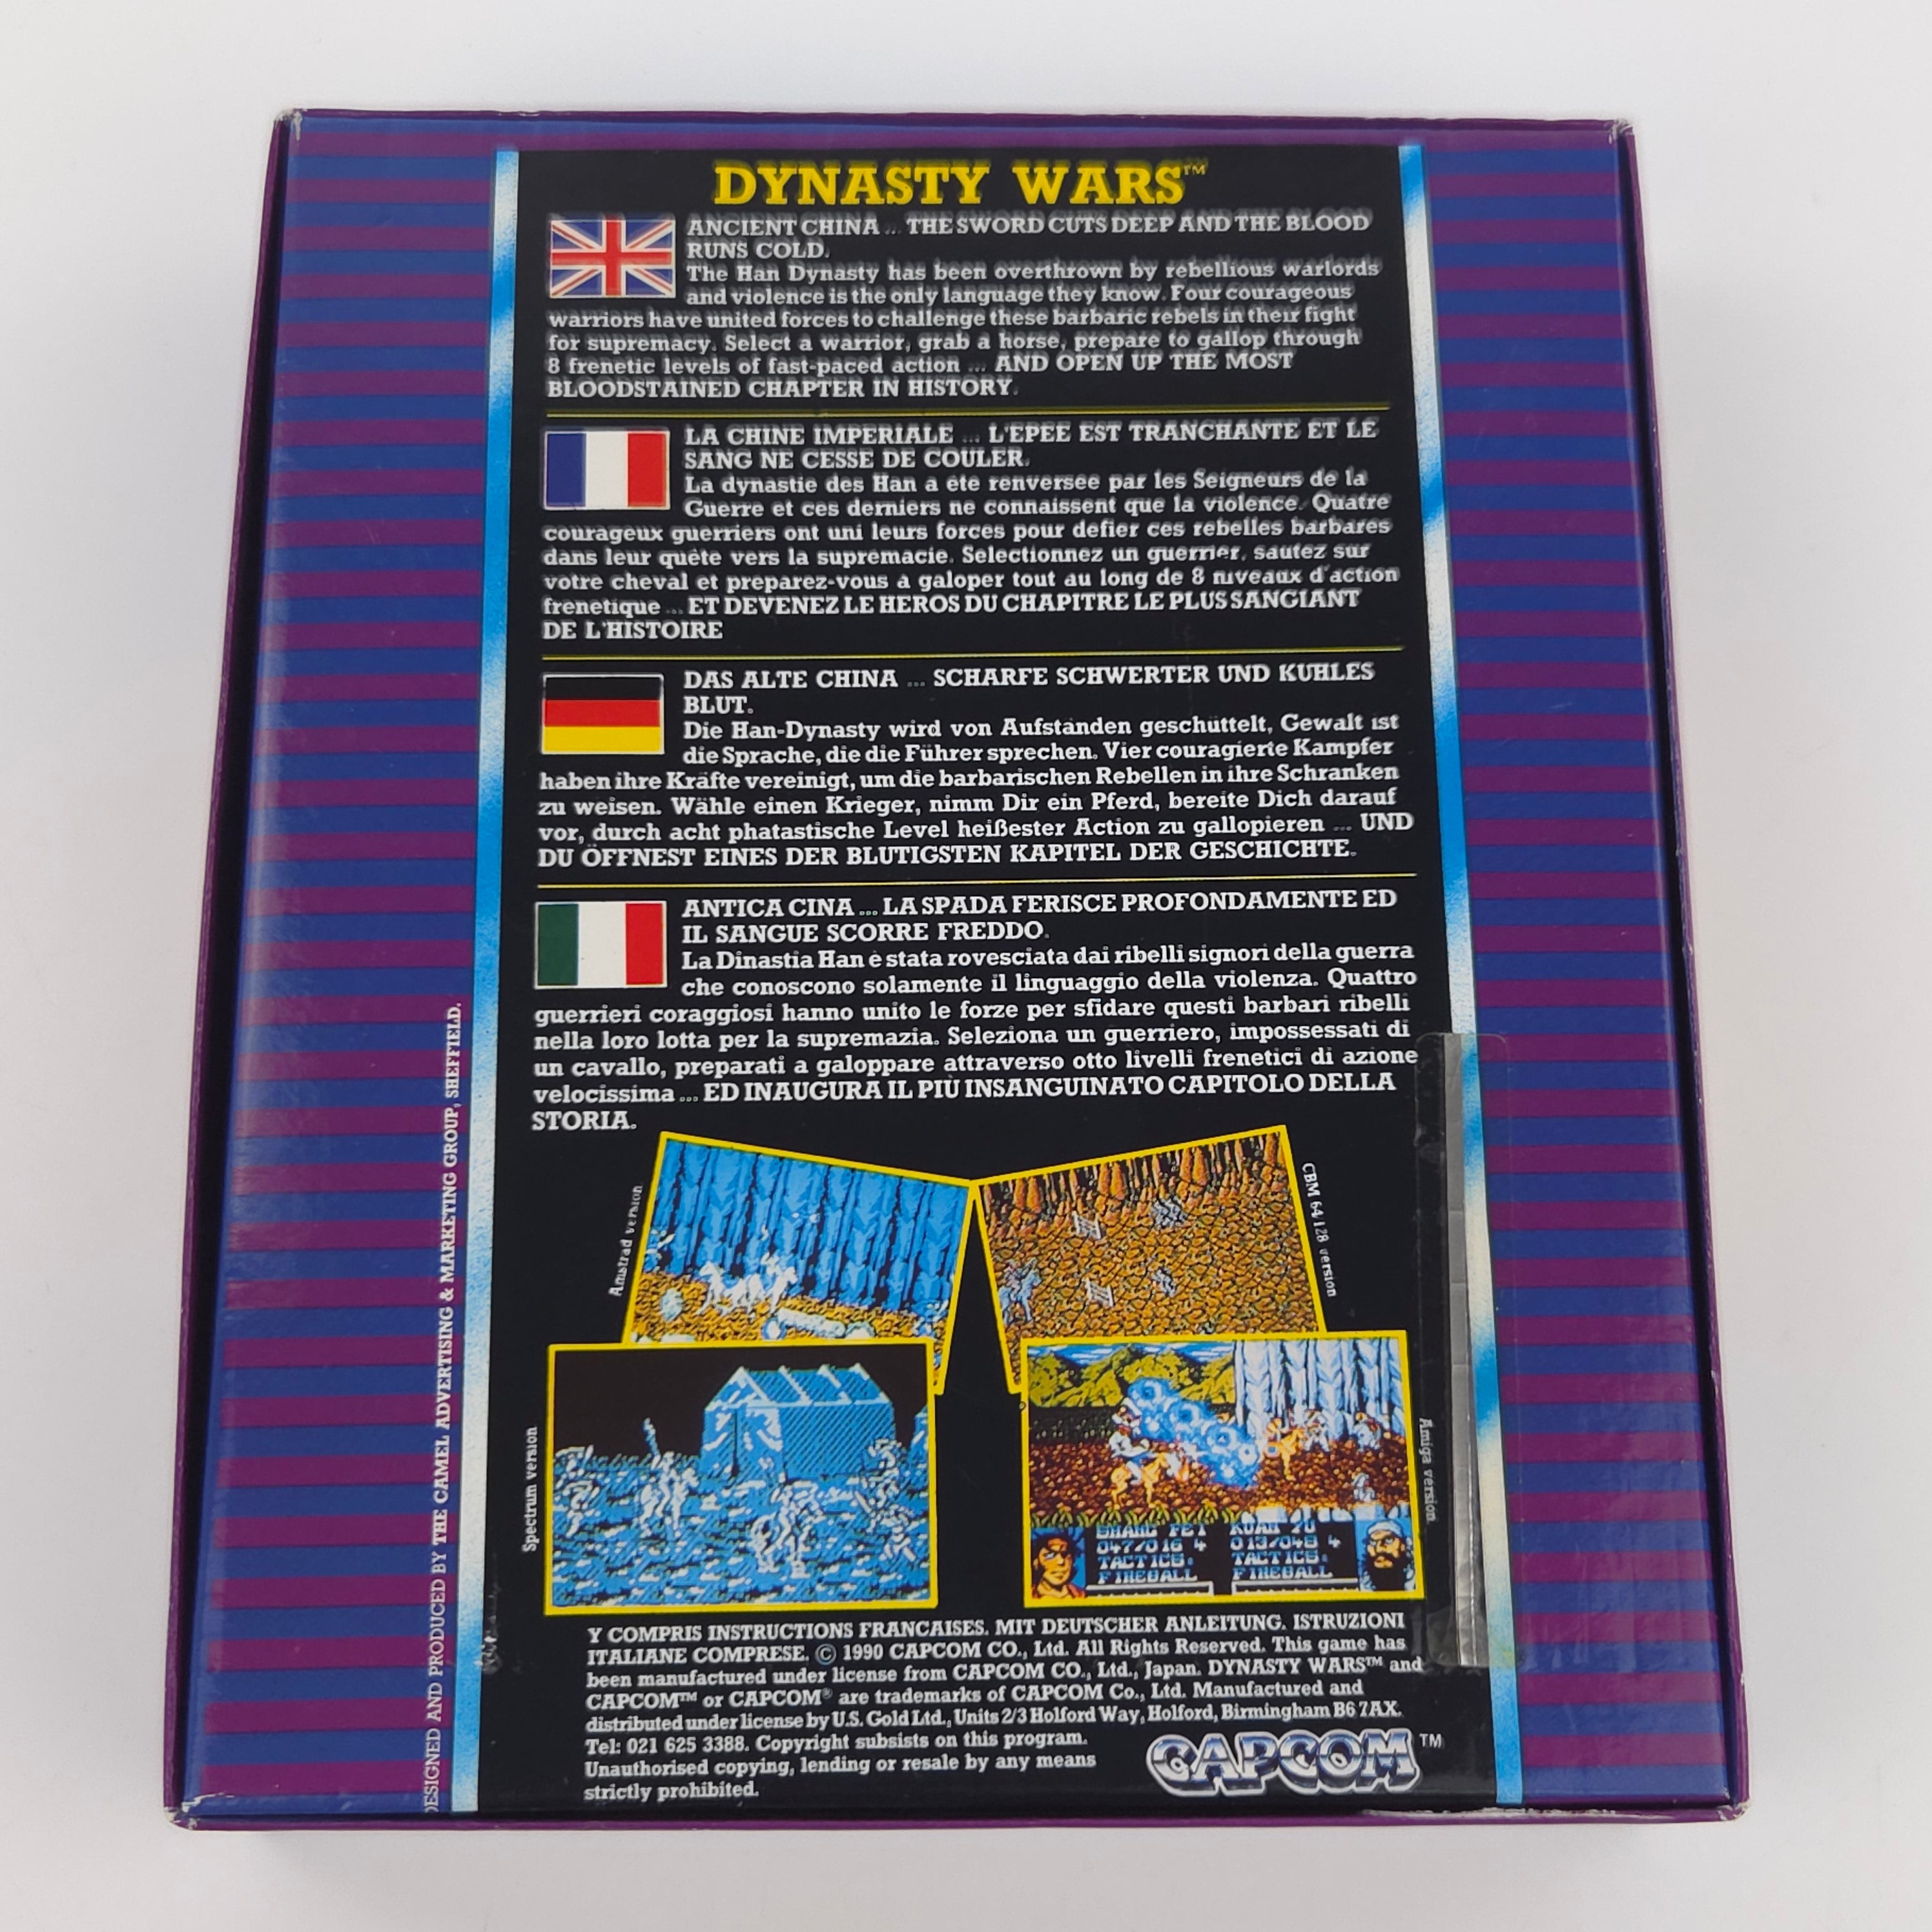 DYNASTY WARS™
ANCIENT CHINA ... THE SWORD CUTS DEEP AND THE BLOOD
RUNS COLD.
The Han Dynasty has been overthrown by rebellious warlords
and violence is the only language they know. Four courageous
warriors have united forces to challenge these barbaric rebels in their fight
for supremacy. Select a warrior, grab a horse, prepare to gallop through
8 frenetic levels of fast-paced action ... AND OPEN UP THE MOST
BLOODSTAINED CHAPTER IN HISTORY.
LA CHINE IMPERIALE ... L'EPEE EST TRANCHANTE ET LE
SANG NE CESSE DE COULER.
La dynastie des Han a éte renversee par les Seigneurs de la
Guerre et ces derniers ne connaissent que la violence. Quatre
courageux guerriers ont uni leurs forces pour defier ces rebelles barbares
dans leur quête vers la suprematie. Selectionnez un guerrier, sautez sur
votre cheval et preparez-vous a galoper tout au long de 8 niveaux d'action
frenetique ... ET DEVENEZ LE HEROS DU CHAPITRE LE PLUS SANGIANT
DE L'HISTOIRE
DAS ALTE CHINA ... SCHARFE SCHWERTER UND KUHLES
BLUT.
Die Han-Dynasty wird von Aufstanden geschüttelt, Gewalt ist
die Sprache, die die Führer sprechen. Vier couragierte Kampfer
haben ihre Kräfte vereinigt, um die barbarischen Rebellen in ihre Schranken
zu weisen. Wähle einen Krieger, nimm Dir ein Pferd, bereite Dich darauf
vor, durch acht phatastische Level heißester Action zu gallopieren ... UND
DU ÖFFNEST EINES DER BLUTIGSTEN KAPITEL DER GESCHICHTE.
ANTICA CINA ... LA SPADA FERISCE PROFONDAMENTE ED
IL SANGUE SCORRE FREDDO.
La Dinastia Han è stata rovesciata dai ribelli signori della guerra
che conoscono solamente il linguaggio della violenza. Quattro
guerrieri coraggiosi hanno unito le forze per sfidare questi barbari ribelli
nella loro lotta per la supremazia. Seleziona un guerriero, impossessati di
un cavallo, preparati a galoppare attraverso otto livelli frenetici di azione
velocissima ... ED INAUGURA IL PIÙ INSANGUINATO CAPITOLO DELLA
STORIA.
Amstrad version
CBM 64/128 version
Spectrum version
Amiga version.
047/016 4 013/048 4
TACTICS: TACTICS:
FIREBALL FIREBALL
Y COMPRIS INSTRUCTIONS FRANCAISES. MIT DEUTSCHER ANLEITUNG. ISTRUZIONI
ITALIANE COMPRESE. © 1990 CAPCOM CO., Ltd. All Rights Reserved. This game has
been manufactured under license from CAPCOM CO., Ltd., Japan. DYNASTY WARS™ and
CAPCOM™ or CAPCOM® are trademarks of CAPCOM Co., Ltd. Manufactured and
distributed under license by U.S. Gold Ltd., Units 2/3 Holford Way, Holford, Birmingham B6 7AX.
Tel: 021 625 3388. Copyright subsists on this program.
Unauthorised copying, lending or resale by any means
strictly prohibited.
CAPCOM™
DESIGNED AND PRODUCED BY THE CAMEL ADVERTISING & MARKETING GROUP, SHEFFIELD.